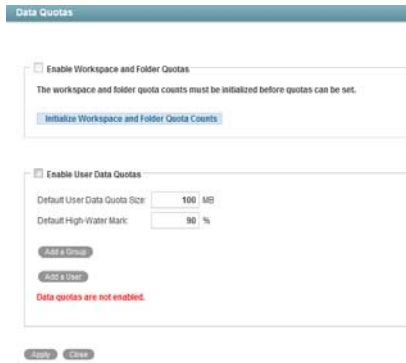 Data Quotas
Enable Workspace and Folder Quotas
The workspace and folder quota counts must be initialized before quotas can be set.
Initialize Workspace and Folder Quota Counts
Enable User Data Quotas
Default User Data Quota Size: 100 MB
Default High-Water Mark: 90 %
Add a Group
Add a User
Data quotas are not enabled.
Apply Close